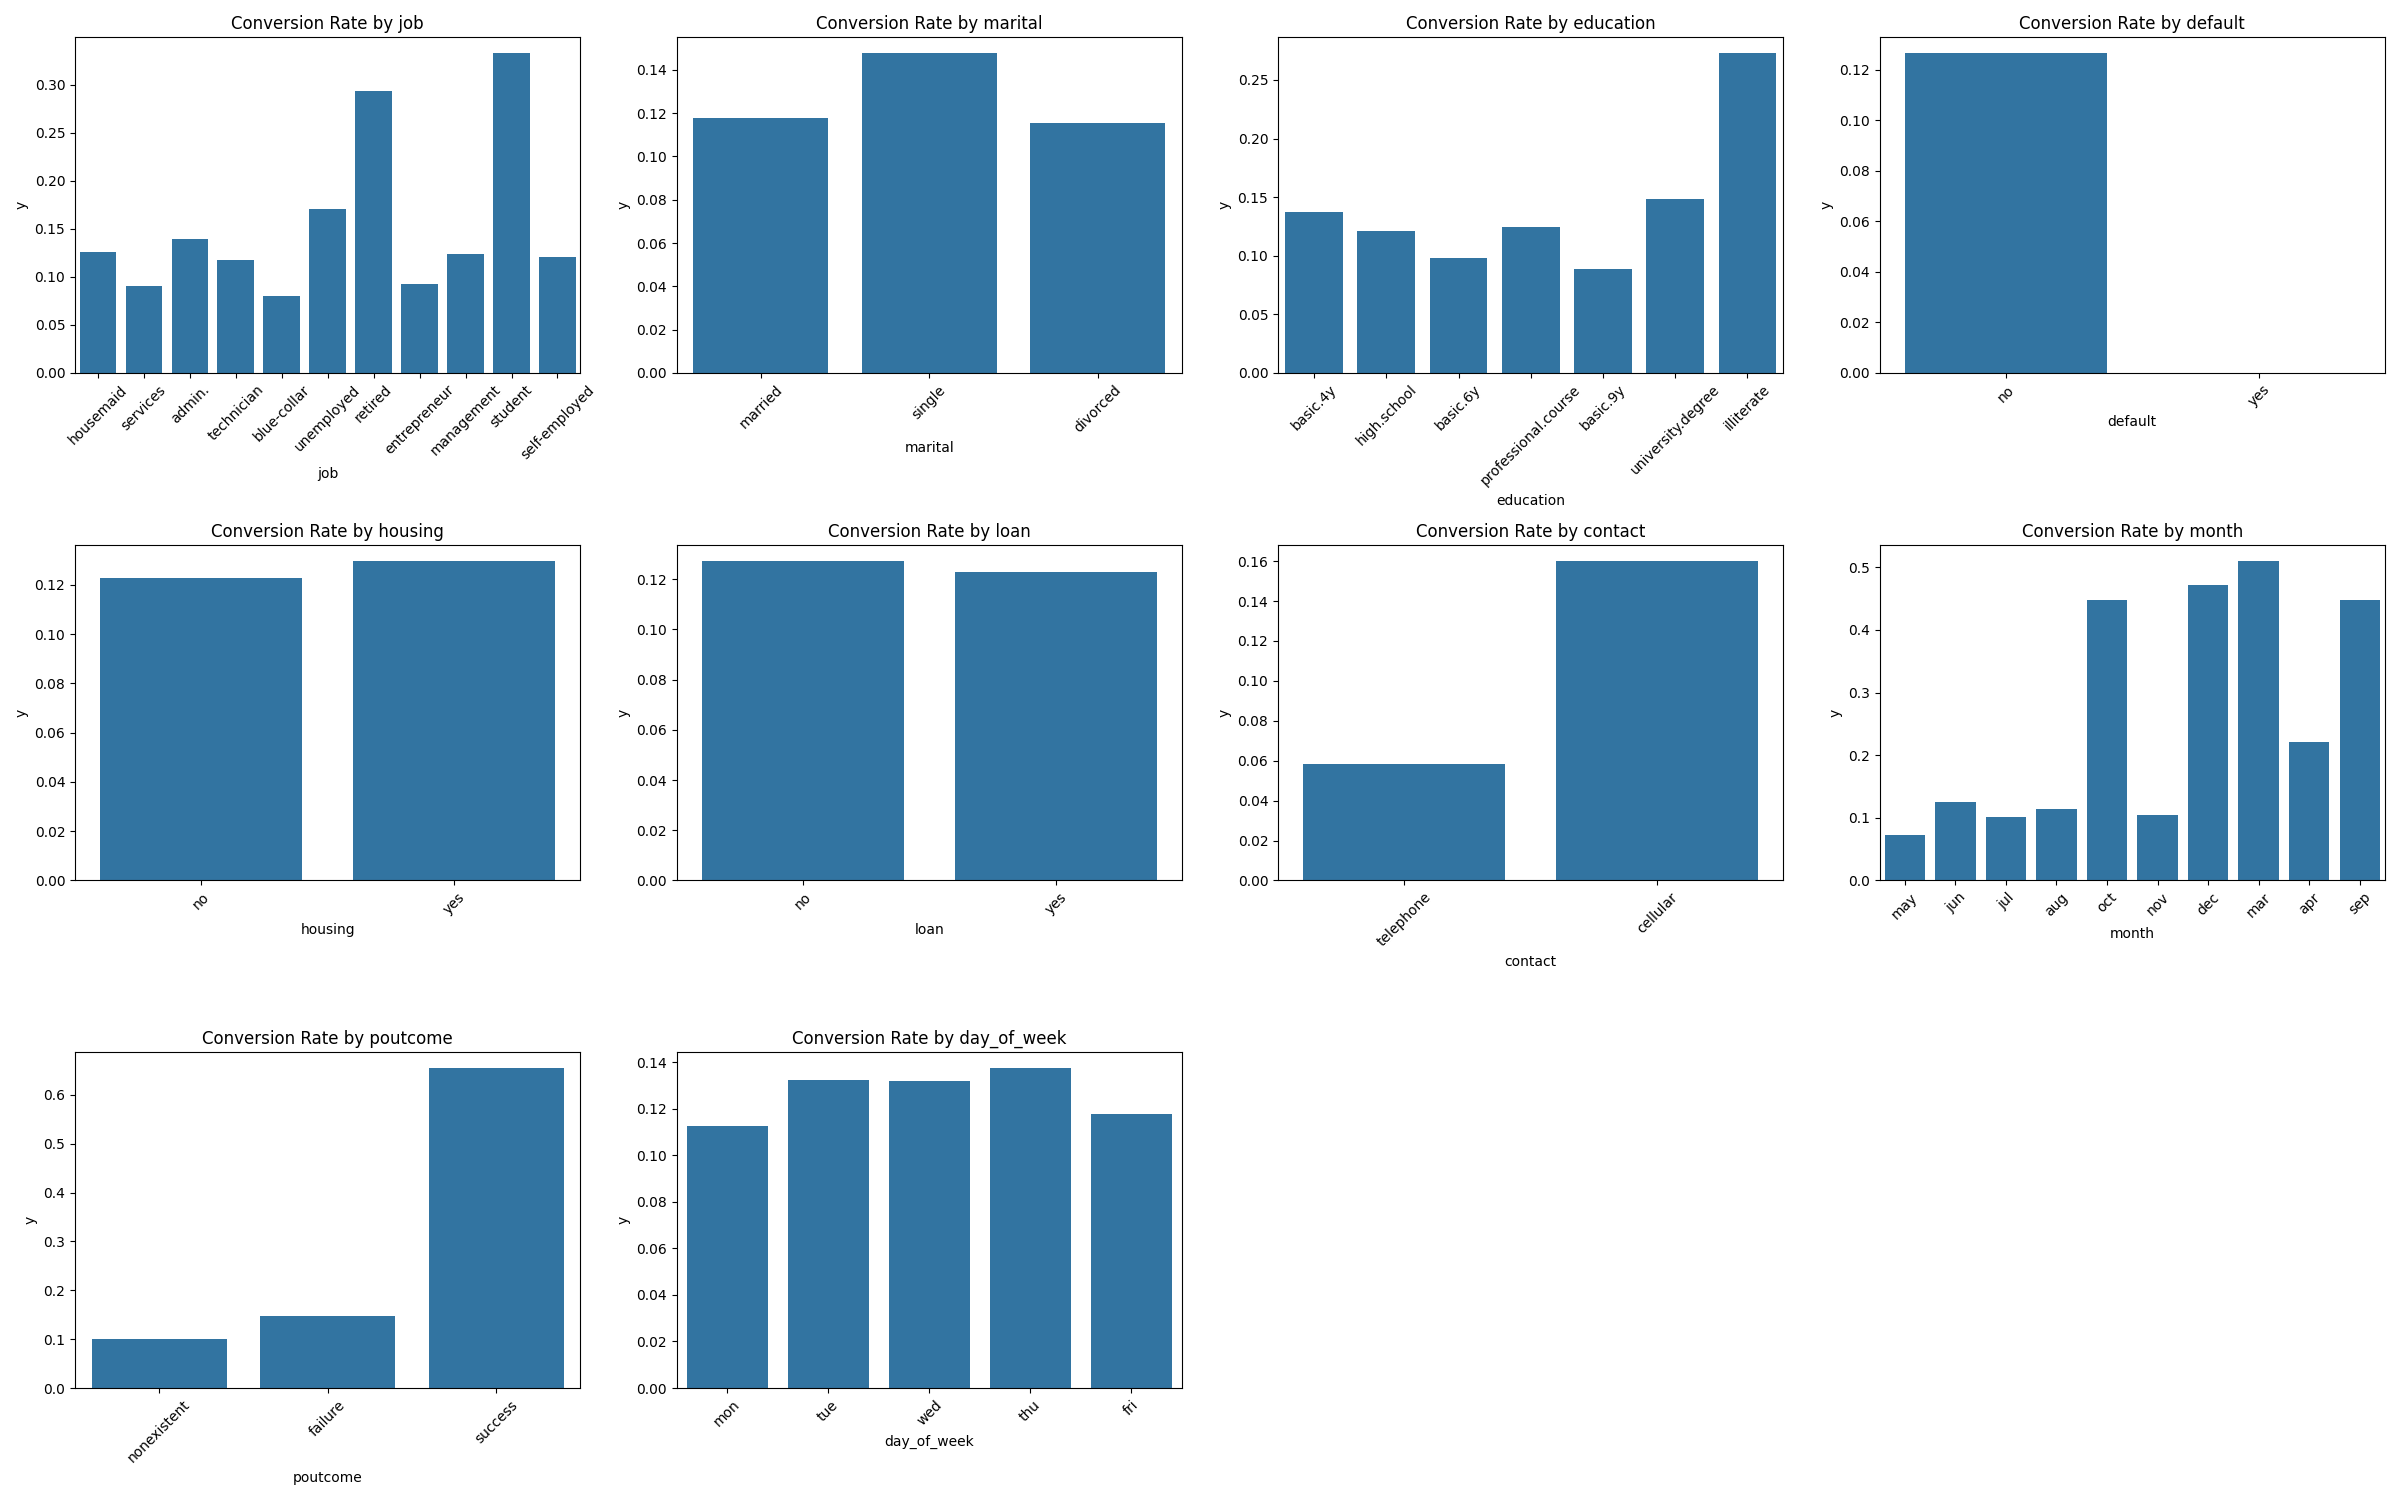 Conversion Rate by job
y
0.30
0.25
0.20
0.15
0.10
0.05
0.00
housemaid
services
admin.
technician
blue-collar
unemployed
retired
entrepreneur
management
student
self-employed
job
Conversion Rate by marital
y
0.14
0.12
0.10
0.08
0.06
0.04
0.02
0.00
married
single
divorced
marital
Conversion Rate by education
y
0.25
0.20
0.15
0.10
0.05
0.00
basic.4y
high.school
basic.6y
professional.course
basic.9y
university.degree
illiterate
education
Conversion Rate by default
y
0.12
0.10
0.08
0.06
0.04
0.02
0.00
no
yes
default
Conversion Rate by housing
y
0.12
0.10
0.08
0.06
0.04
0.02
0.00
no
yes
housing
Conversion Rate by loan
y
0.12
0.10
0.08
0.06
0.04
0.02
0.00
no
yes
loan
Conversion Rate by contact
y
0.16
0.14
0.12
0.10
0.08
0.06
0.04
0.02
0.00
telephone
cellular
contact
Conversion Rate by month
y
0.5
0.4
0.3
0.2
0.1
0.0
may
jun
jul
aug
oct
nov
dec
mar
apr
sep
month
Conversion Rate by poutcome
y
0.6
0.5
0.4
0.3
0.2
0.1
0.0
nonexistent
failure
success
poutcome
Conversion Rate by day_of_week
y
0.14
0.12
0.10
0.08
0.06
0.04
0.02
0.00
mon
tue
wed
thu
fri
day_of_week